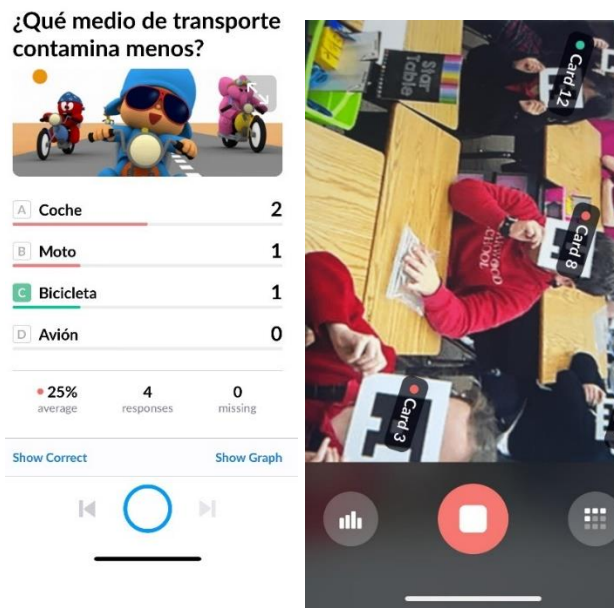 ¿Qué medio de transporte
contamina menos?
A Coche 2
B Moto 1
C Bicicleta 1
D Avión 0
25% 4 0
average responses missing
Show Correct Show Graph
Star
Table
Card 12
Card 8
Card 3